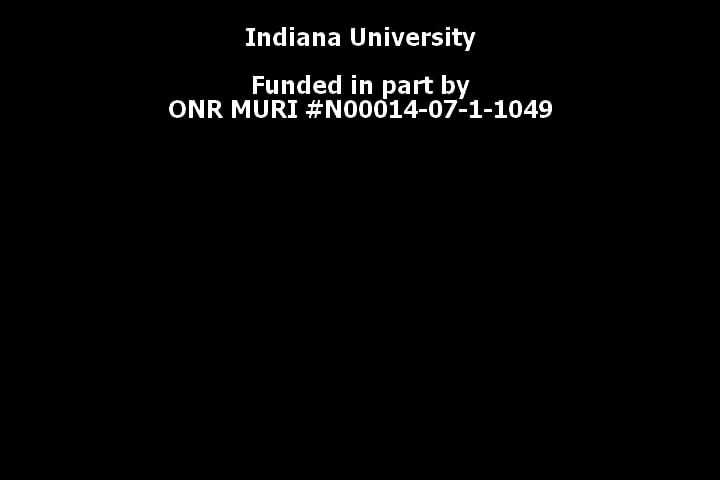 Indiana University
Funded in part by
ONR MURI #N00014-07-1-1049